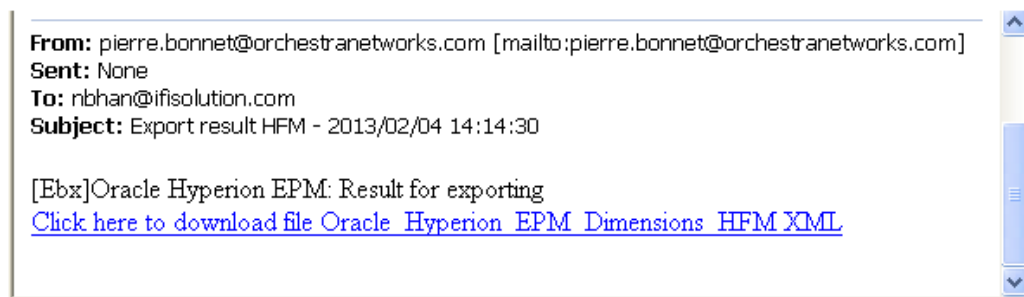 From: pierre.bonnet@orchestranetworks.com [mailto:pierre.bonnet@orchestranetworks.com]
Sent: None
To: nbhan@ifisolution.com
Subject: Export result HFM - 2013/02/04 14:14:30
[Ebx]Oracle Hyperion EPM: Result for exporting
Click here to download file Oracle_Hyperion_EPM_Dimensions_HFM XML